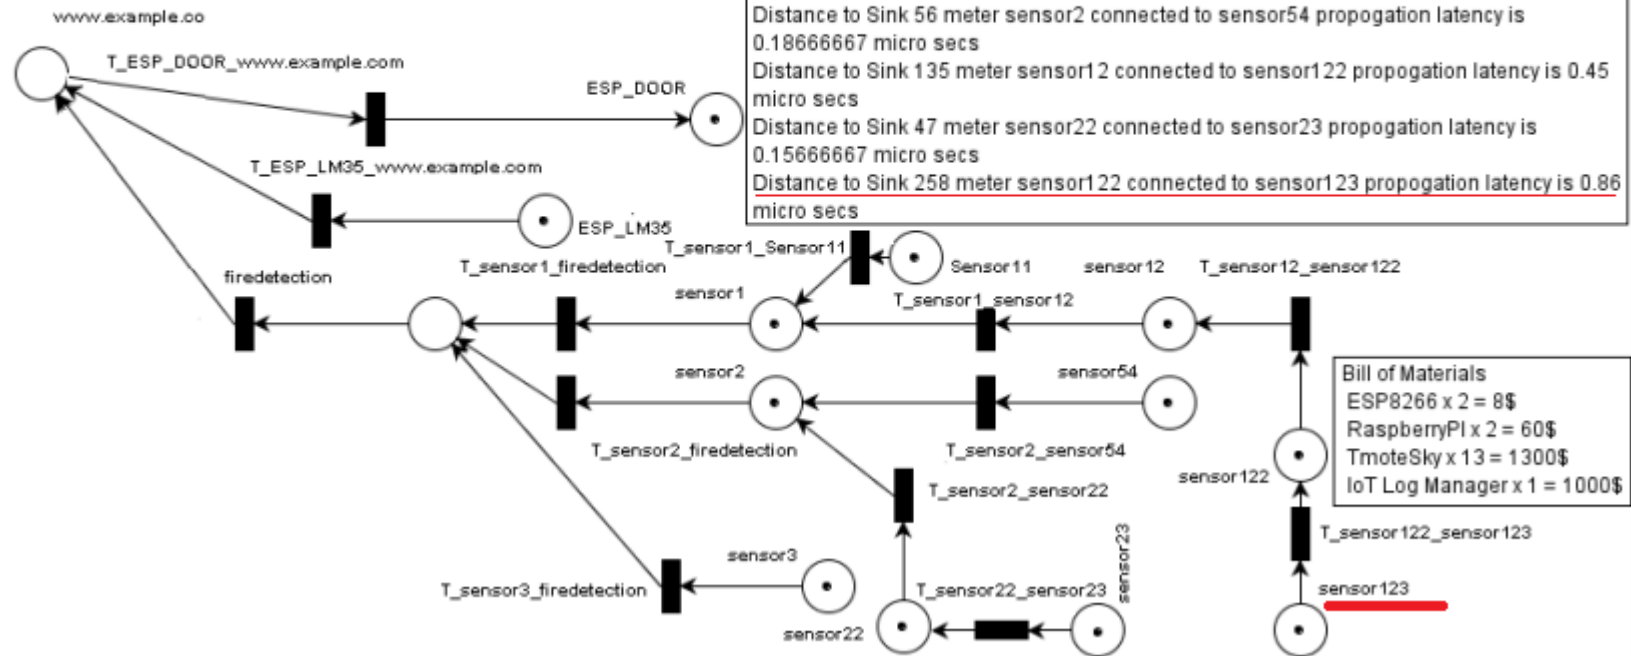 www.example.co
Distance to Sink 56 meter sensor2 connected to sensor54 propogation latency is
0.18666667 micro secs
Distance to Sink 135 meter sensor12 connected to sensor122 propogation latency is 0.45
micro secs
Distance to Sink 47 meter sensor22 connected to sensor23 propogation latency is
0.15666667 micro secs
Distance to Sink 258 meter sensor122 connected to sensor123 propogation latency is 0.86
micro secs
T_ESP_DOOR_www.example.com
ESP_DOOR
T_ESP_LM35_www.example.com
ESP_LM35
T_sensor1_Sensor11
firedetection
T_sensor1_firedetection
Sensor11
sensor12
T_sensor12_sensor122
sensor1
T_sensor1_sensor12
sensor2
sensor54
Bill of Materials
ESP8266 x 2 = 8$
RaspberryPI x 2 = 60$
TmoteSky x 13 = 1300$
IoT Log Manager x 1 = 1000$
T_sensor2_firedetection
T_sensor2_sensor54
sensor122
T_sensor2_sensor22
T_sensor122_sensor123
sensor3
sensor23
T_sensor3_firedetection
T_sensor22_sensor23
sensor123
sensor22